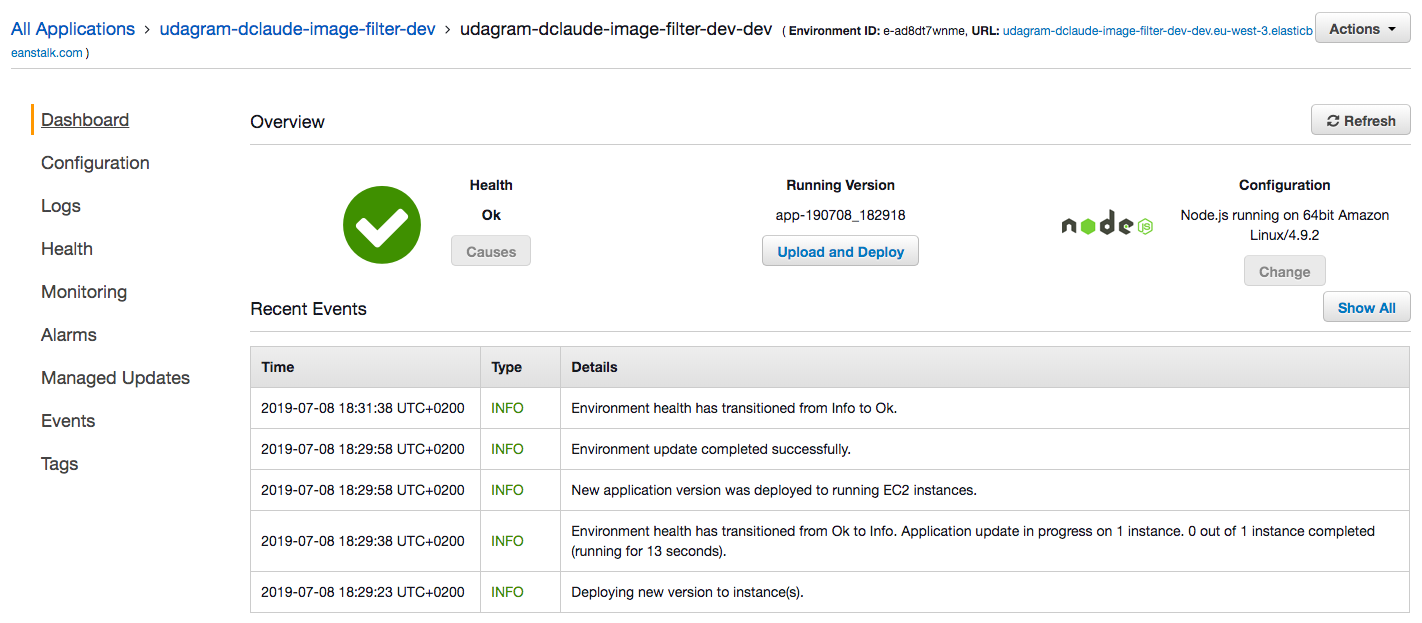 All Applications › udagram-dclaude-image-filter-dev › udagram-dclaude-image-filter-dev-dev ( Environment ID: e-ad8dt7wnme, URL: udagram-dclaude-image-filter-dev-dev.eu-west-3.elasticb
eanstalk.com )
Actions
Dashboard
Configuration
Logs
Health
Monitoring
Alarms
Managed Updates
Events
Tags
Overview
Refresh
Health
Ok
Causes
Running Version
app-190708_182918
Upload and Deploy
node JS
Configuration
Node.js running on 64bit Amazon
Linux/4.9.2
Change
Recent Events
Show All
Time Type Details
2019-07-08 18:31:38 UTC+0200 INFO Environment health has transitioned from Info to Ok.
2019-07-08 18:29:58 UTC+0200 INFO Environment update completed successfully.
2019-07-08 18:29:58 UTC+0200 INFO New application version was deployed to running EC2 instances.
2019-07-08 18:29:38 UTC+0200 INFO Environment health has transitioned from Ok to Info. Application update in progress on 1 instance. 0 out of 1 instance completed
(running for 13 seconds).
2019-07-08 18:29:23 UTC+0200 INFO Deploying new version to instance(s).